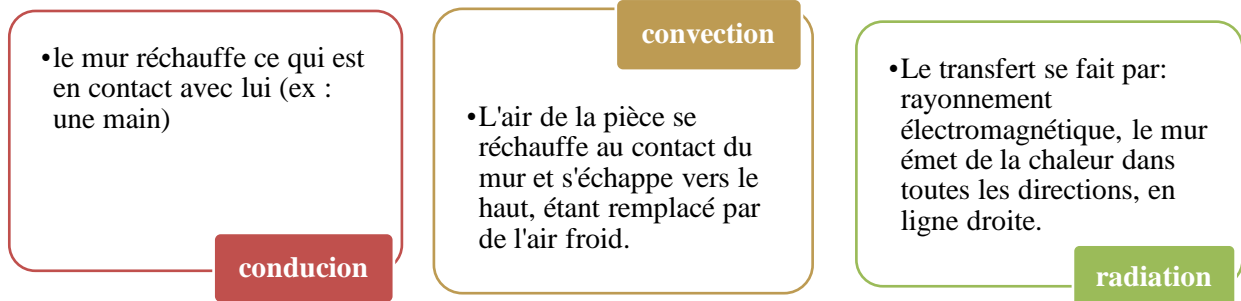 •le mur réchauffe ce qui est
en contact avec lui (ex :
une main)
conducion
convection
•L'air de la pièce se
réchauffe au contact du
mur et s'échappe vers le
haut, étant remplacé par
de l'air froid.
•Le transfert se fait par:
rayonnement
électromagnétique, le mur
émet de la chaleur dans
toutes les directions, en
ligne droite.
radiation